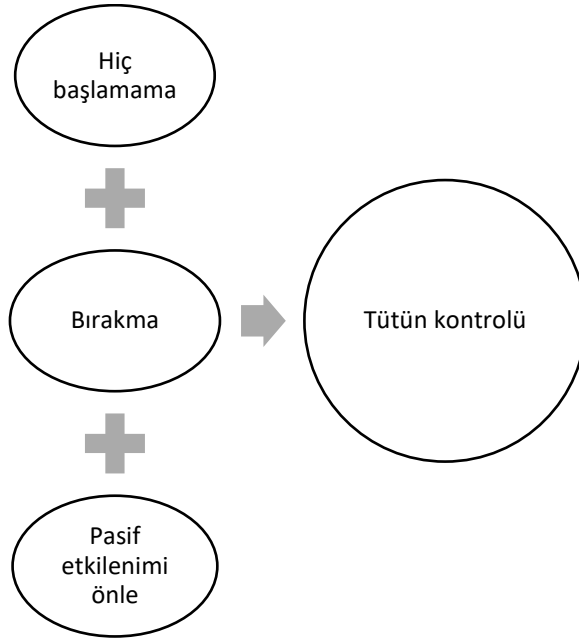 Hiç
başlamama
Bırakma
Tütün kontrolü
Pasif
etkilenimi
önle